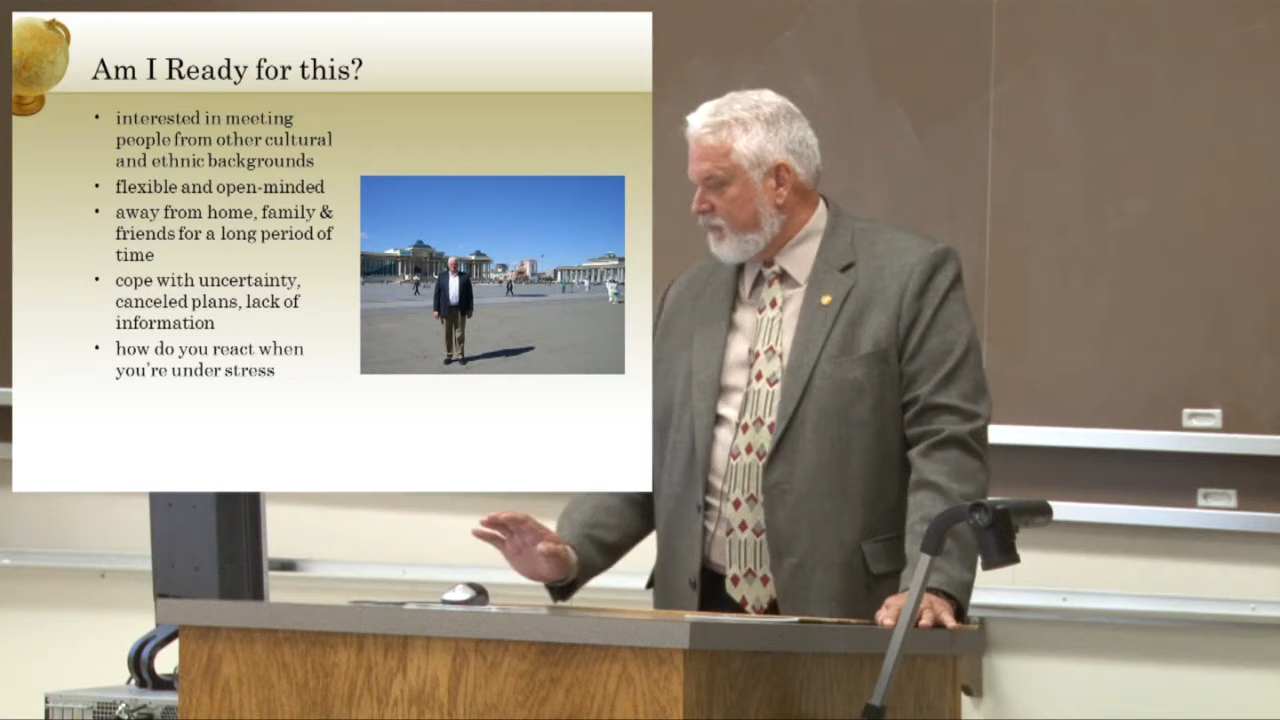 Am I Ready for this?
• interested in meeting
people from other cultural
and ethnic backgrounds
• flexible and open-minded
• away from home, family &
friends for a long period of
time
• cope with uncertainty,
canceled plans, lack of
information
• how do you react when
you're under stress